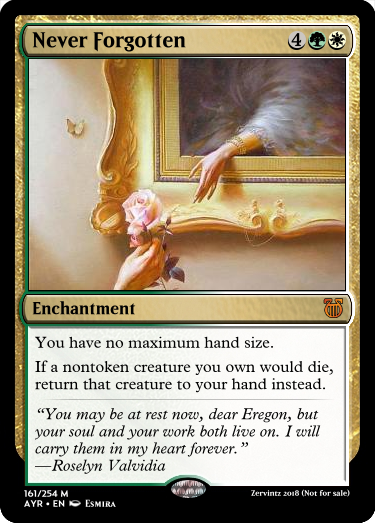 Never Forgotten 4
Enchantment
You have no maximum hand size.
If a nontoken creature you own would die,
return that creature to your hand instead.
“You may be at rest now, dear Eregon, but
your soul and your work both live on. I will
carry them in my heart forever.”
—Roselyn Valvidia
161/254 M
Zervintz 2018 (Not for sale)
AYR • EN Esmira